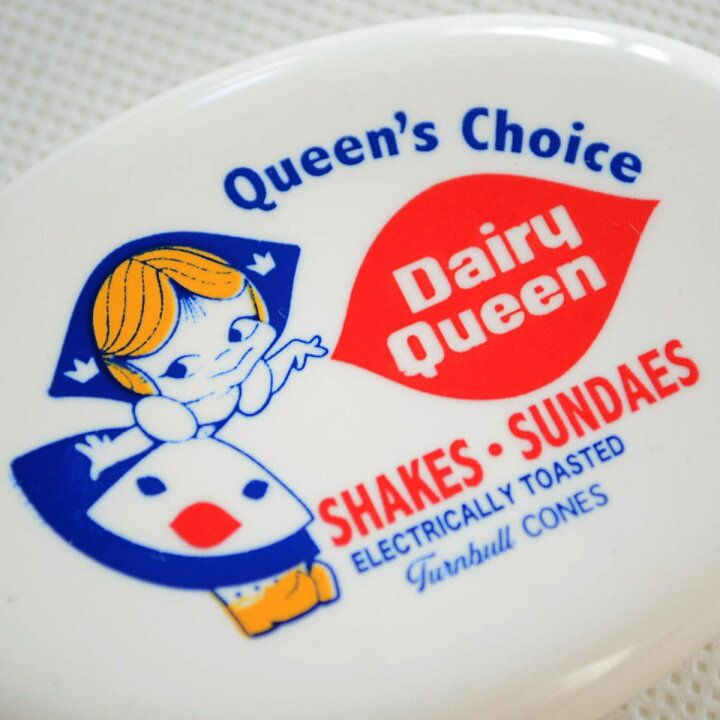 Queen's Choice
Dairy
Queen
SHAKES • SUNDAES
ELECTRICALLY TOASTED
Turnbull CONES